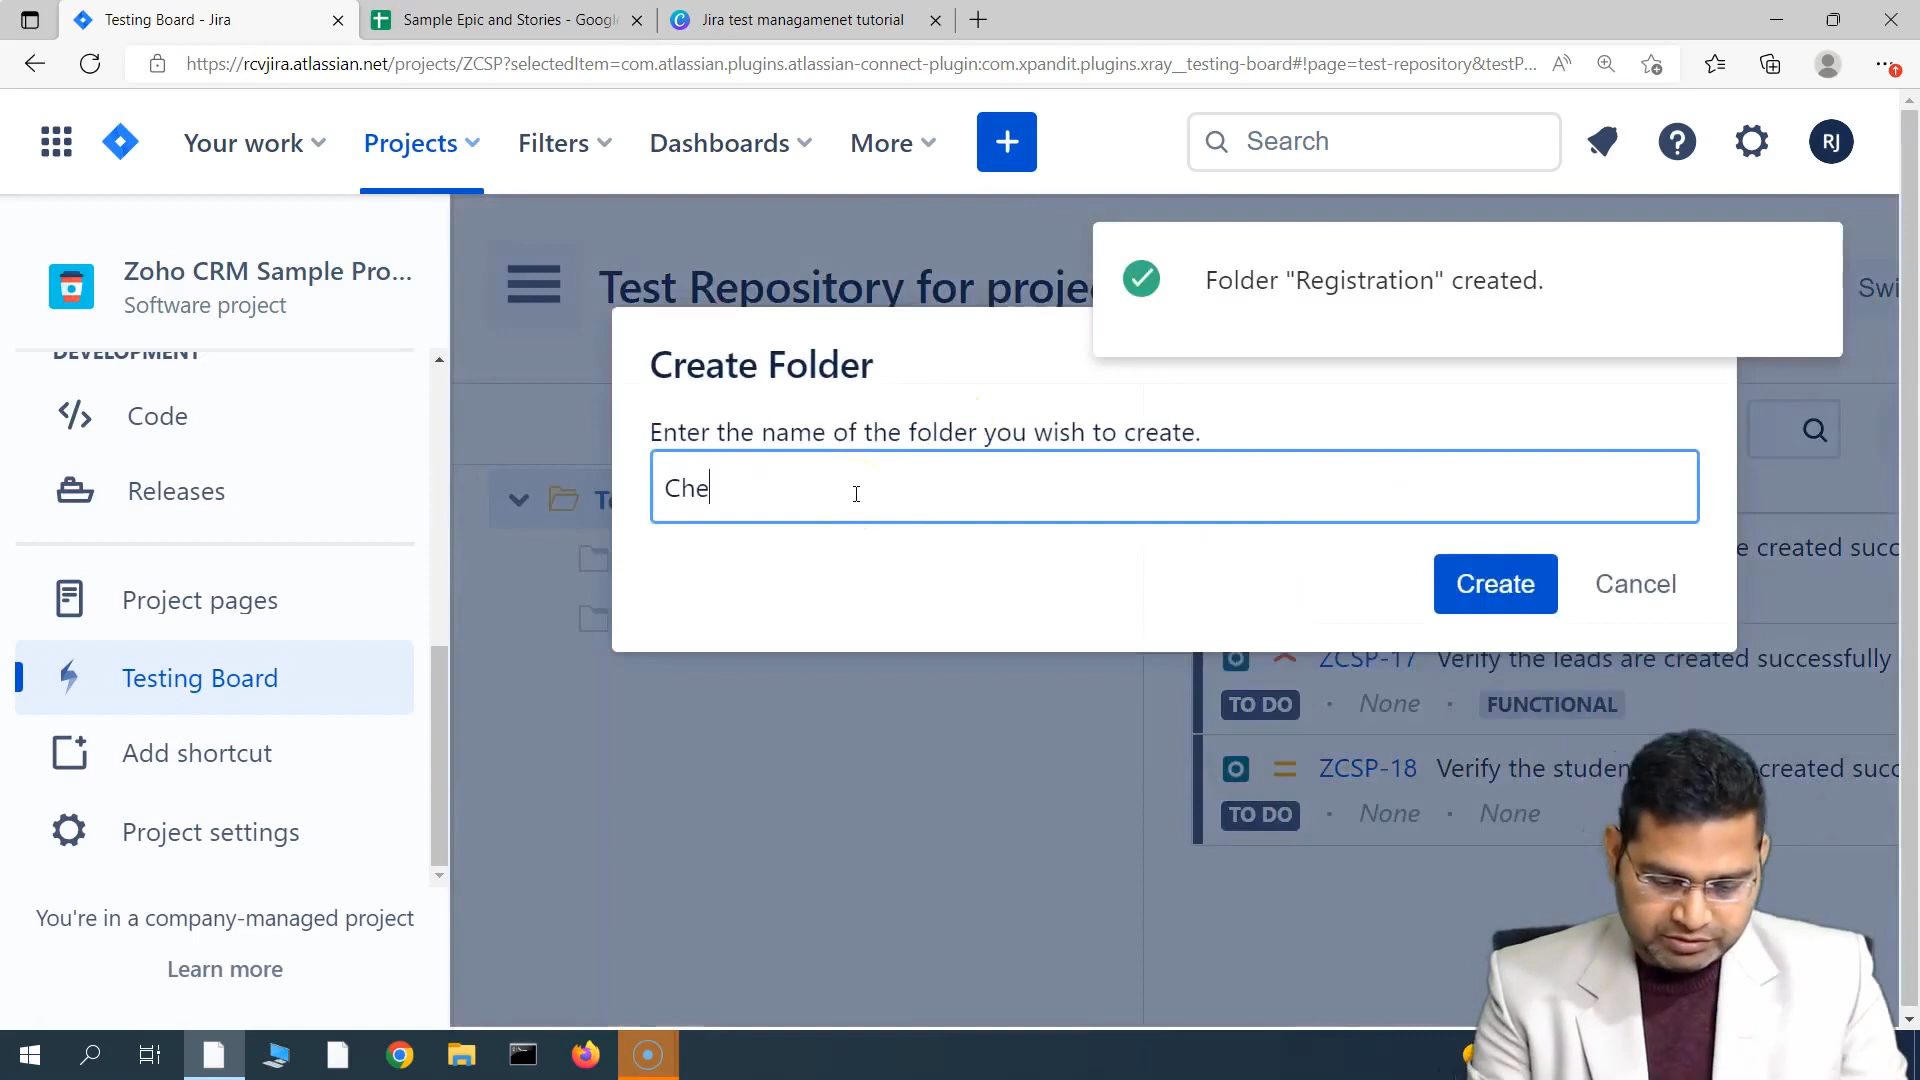 Testing Board - Jira
Sample Epic and Stories - Googl
Jira test managamenet tutorial
https://rcvjira.atlassian.net/projects/ZCSP?selectedItem=com.atlassian.plugins.atlassian-connect-plugin:com.xpandit.plugins.xray__testing-board#!page=test-repository&testP...
Your work
Projects
Filters
Dashboards
More
Search
RJ
Zoho CRM Sample Pro...
Software project
Test Repository for proje
Swi
Folder "Registration" created.
DEVELOPMENT
Create Folder
Code
Enter the name of the folder you wish to create.
Che
Releases
Create
Cancel
e created succ
Project pages
ZCSP-17 Verify the leads are created successfully
Testing Board
TO DO · None · FUNCTIONAL
Add shortcut
ZCSP-18 Verify the studen created succ
TO DO · None · None
Project settings
You're in a company-managed project
Learn more